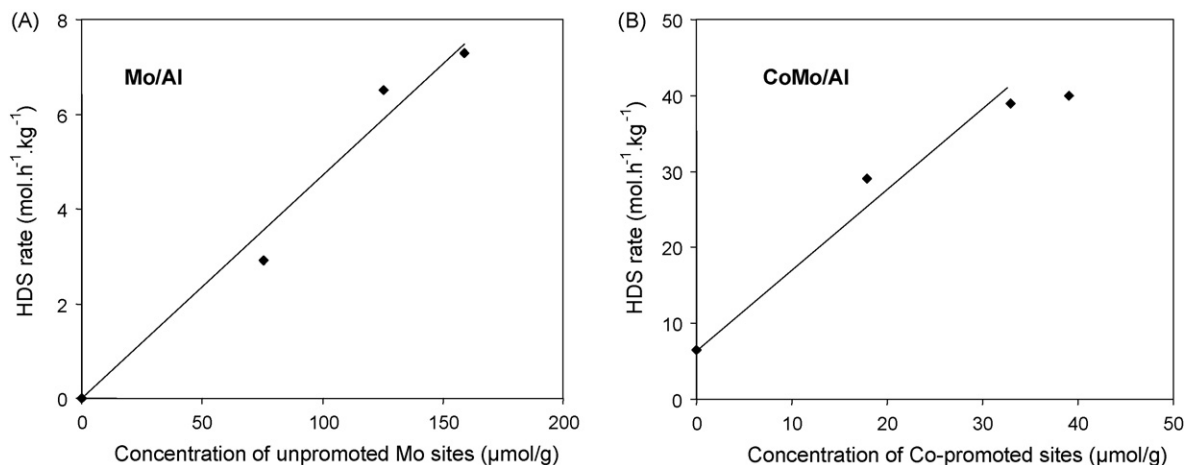 (A)
8
6
4
2
0
Mo/Al
HDS rate (mol.h⁻¹.kg⁻¹)
0 50 100 150 200
Concentration of unpromoted Mo sites (µmol/g)
(B)
50
40
30
20
10
0
CoMo/Al
HDS rate (mol.h⁻¹.kg⁻¹)
0 10 20 30 40 50
Concentration of Co-promoted sites (µmol/g)